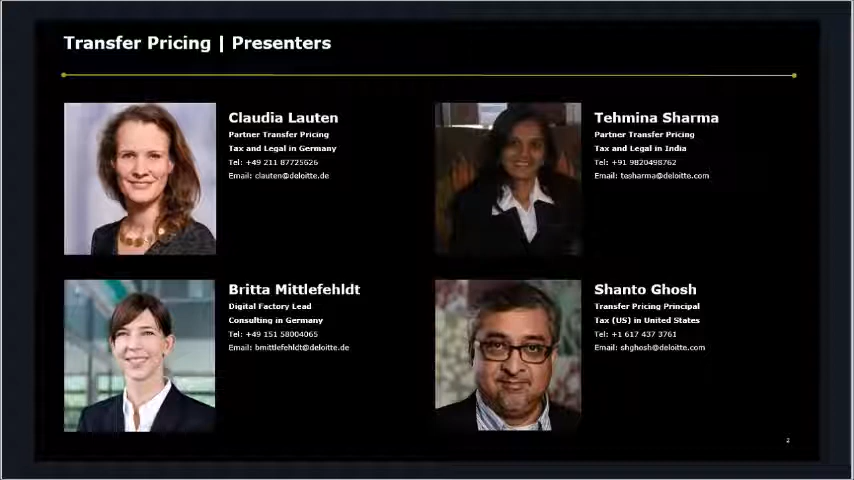 Transfer Pricing | Presenters
Claudia Lauten
Partner Transfer Pricing
Tax and Legal in Germany
Tel: +49 211 87725626
Email: clauten@deloitte.de
Tehmina Sharma
Partner Transfer Pricing
Tax and Legal in India
Tel: +91 9820498762
Email: tesharma@deloitte.com
Britta Mittlefehldt
Digital Factory Lead
Consulting in Germany
Tel: +49 151 58004065
Email: bmittlefehldt@deloitte.de
Shanto Ghosh
Transfer Pricing Principal
Tax (US) in United States
Tel: +1 617 437 3761
Email: shghosh@deloitte.com
2